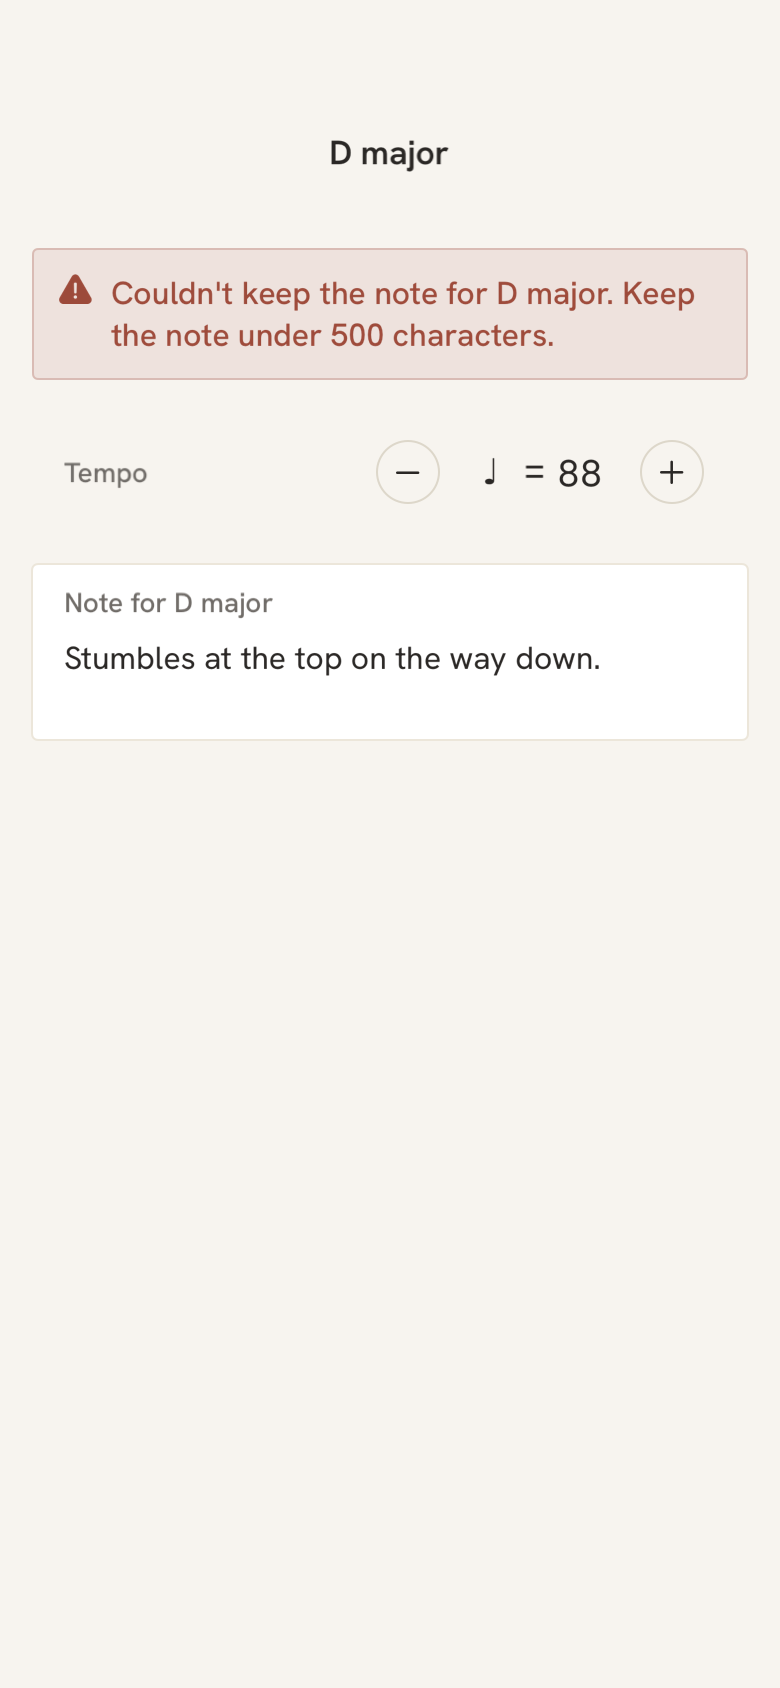 D major
Couldn't keep the note for D major. Keep
the note under 500 characters.
Tempo
− ♩ = 88 +
Note for D major
Stumbles at the top on the way down.